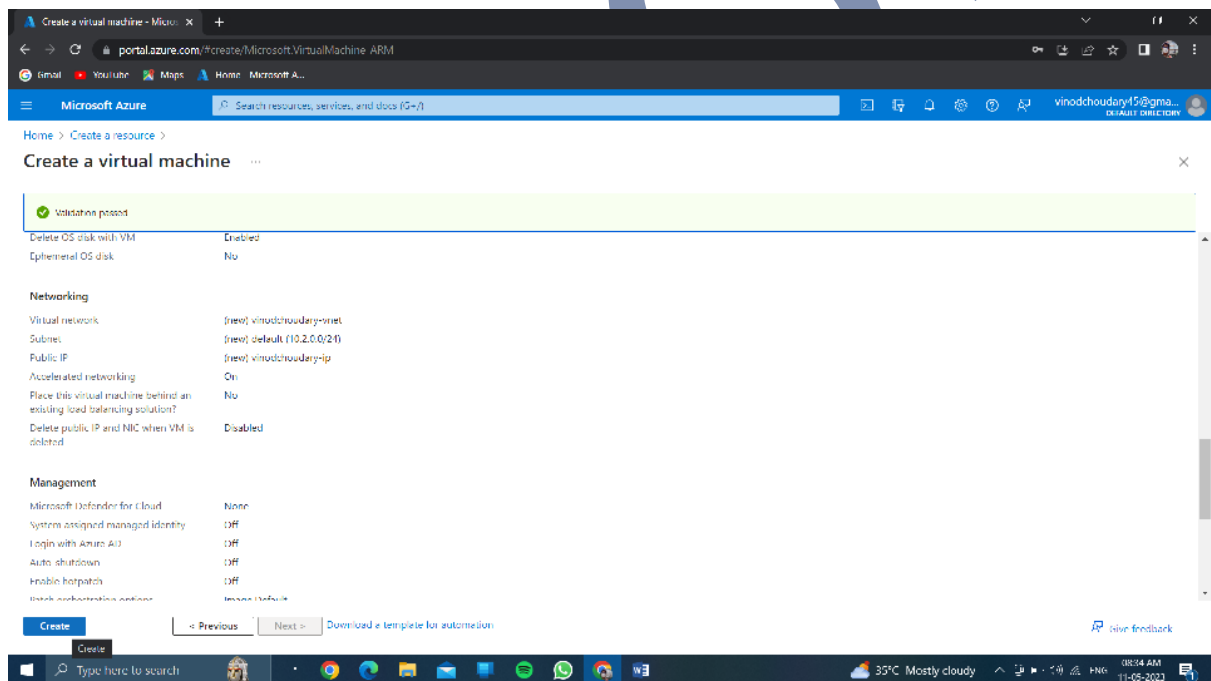 Create a virtual machine - Micros
portal.azure.com/#create/Microsoft.VirtualMachine-ARM
Gmail YouTube Maps Home - Microsoft A...
Microsoft Azure
Search resources, services, and docs (G+/)
vinodchoudary45@gma...
DEFAULT DIRECTORY
Home > Create a resource >
Create a virtual machine ...
Validation passed
Delete OS disk with VM Enabled
Ephemeral OS disk No
Networking
Virtual network (new) vinodchoudary-vnet
Subnet (new) default (10.2.0.0/24)
Public IP (new) vinodchoudary-ip
Accelerated networking On
Place this virtual machine behind an No
existing load balancing solution?
Delete public IP and NIC when VM is Disabled
deleted
Management
Microsoft Defender for Cloud None
System assigned managed identity Off
Login with Azure AD Off
Auto-shutdown Off
Enable hotpatch Off
Patch orchestration options Image Default
Create < Previous Next > Download a template for automation Give feedback
Create
Type here to search 35°C Mostly cloudy ENG 08:34 AM
11-05-2023